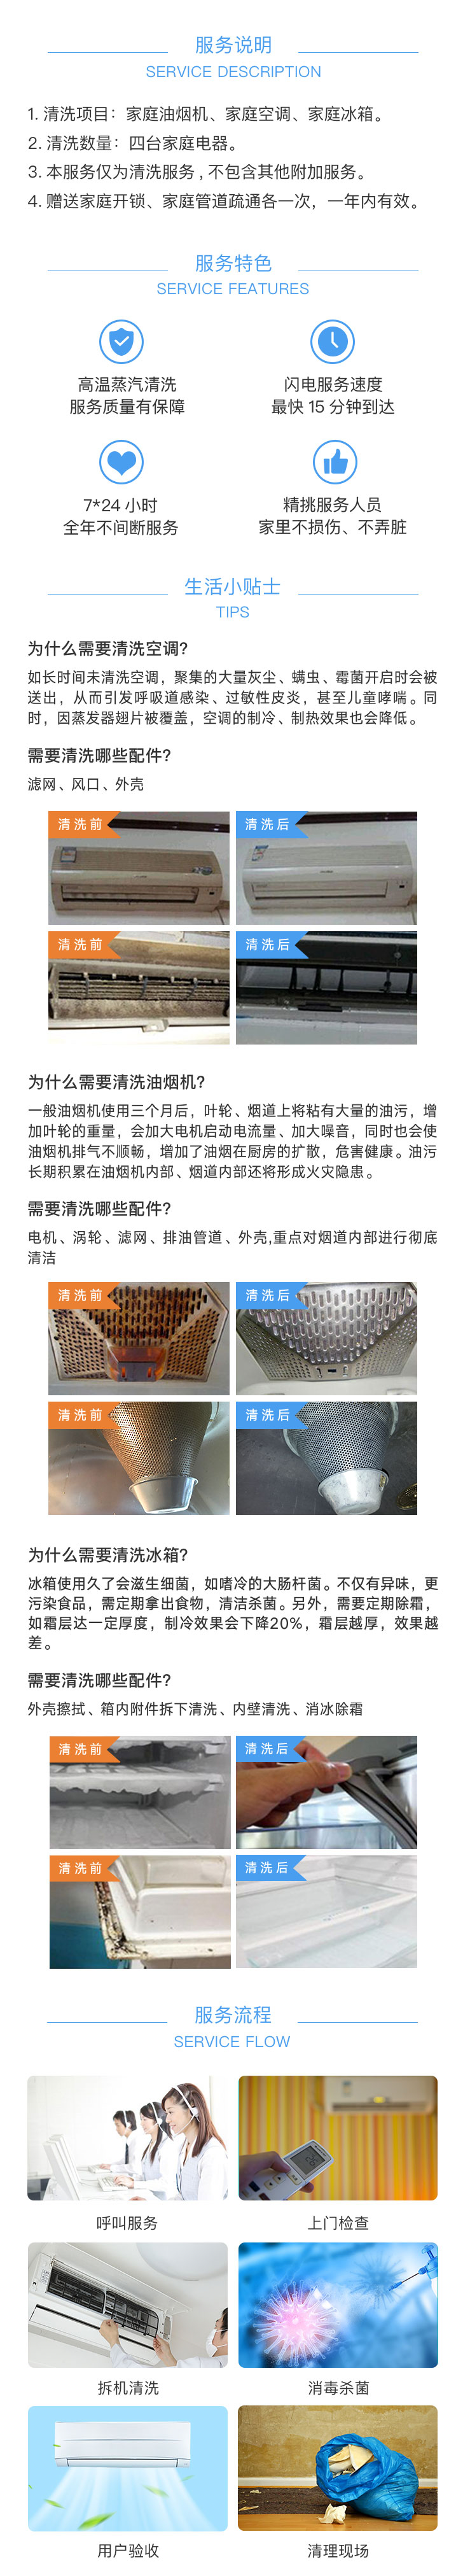 服务说明
SERVICE DESCRIPTION
1. 清洗项目：家庭油烟机、家庭空调、家庭冰箱。
2. 清洗数量：四台家庭电器。
3. 本服务仅为清洗服务，不包含其他附加服务。
4. 赠送家庭开锁、家庭管道疏通各一次，一年内有效。
服务特色
SERVICE FEATURES
高温蒸汽清洗
服务质量有保障
闪电服务速度
最快 15 分钟到达
7*24 小时
全年不间断服务
精挑服务人员
家里不损伤、不弄脏
生活小贴士
TIPS
为什么需要清洗空调?
如长时间未清洗空调，聚集的大量灰尘、螨虫、霉菌开启时会被
送出，从而引发呼吸道感染、过敏性皮炎，甚至儿童哮喘。同
时，因蒸发器翅片被覆盖，空调的制冷、制热效果也会降低。
需要清洗哪些配件?
滤网、风口、外壳
清洗前
清洗后
清洗前
清洗后
为什么需要清洗油烟机?
一般油烟机使用三个月后，叶轮、烟道上将粘有大量的油污，增
加叶轮的重量，会加大电机启动电流量、加大噪音，同时也会使
油烟机排气不顺畅，增加了油烟在厨房的扩散，危害健康。油污
长期积累在油烟机内部、烟道内部还将形成火灾隐患。
需要清洗哪些配件?
电机、涡轮、滤网、排油管道、外壳,重点对烟道内部进行彻底
清洁
清洗前
清洗后
清洗前
清洗后
为什么需要清洗冰箱?
冰箱使用久了会滋生细菌，如嗜冷的大肠杆菌。不仅有异味，更
污染食品，需定期拿出食物，清洁杀菌。另外，需要定期除霜，
如霜层达一定厚度，制冷效果会下降20%，霜层越厚，效果越
差。
需要清洗哪些配件?
外壳擦拭、箱内附件拆下清洗、内壁清洗、消冰除霜
清洗前
清洗后
清洗前
清洗后
服务流程
SERVICE FLOW
呼叫服务
上门检查
拆机清洗
消毒杀菌
用户验收
清理现场